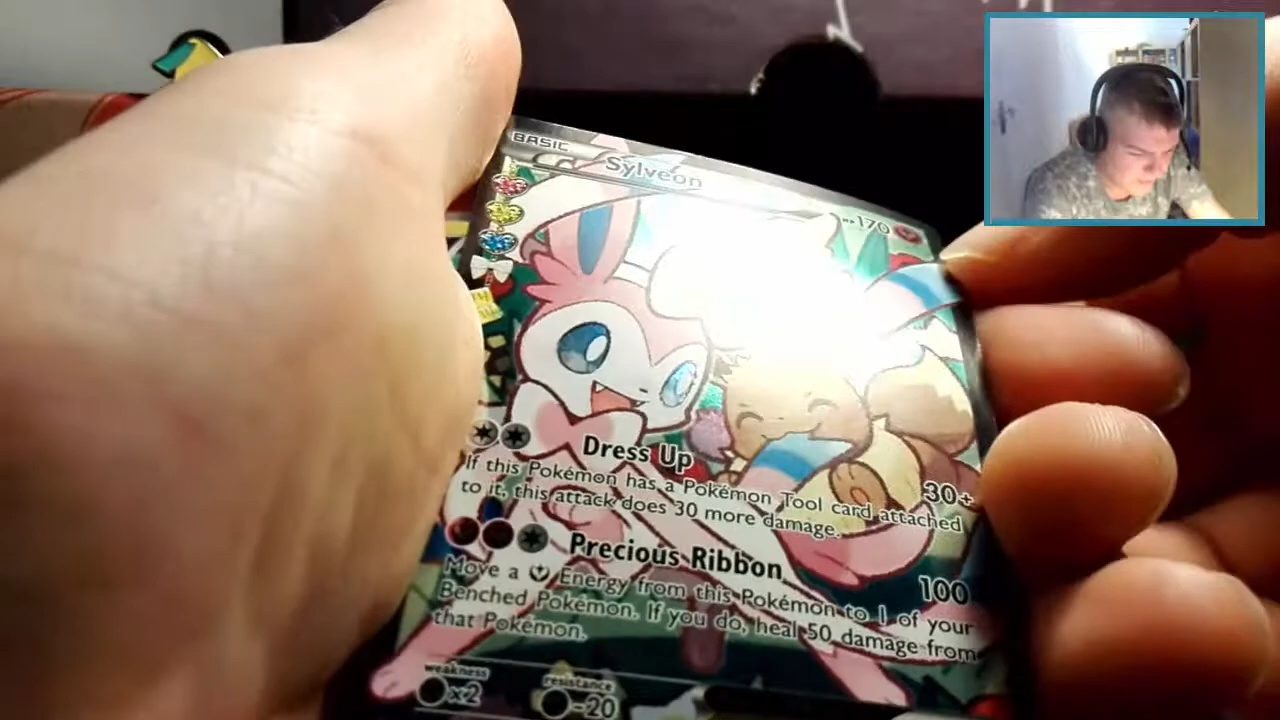 BASIC
Sylveon
HP170
Dress Up
30+
If this Pokémon has a Pokémon Tool card attached
to it, this attack does 30 more damage.
Precious Ribbon
100
Move a Energy from this Pokémon to 1 of your
Benched Pokémon. If you do, heal 50 damage from
that Pokémon.
weakness
×2
resistance
-20